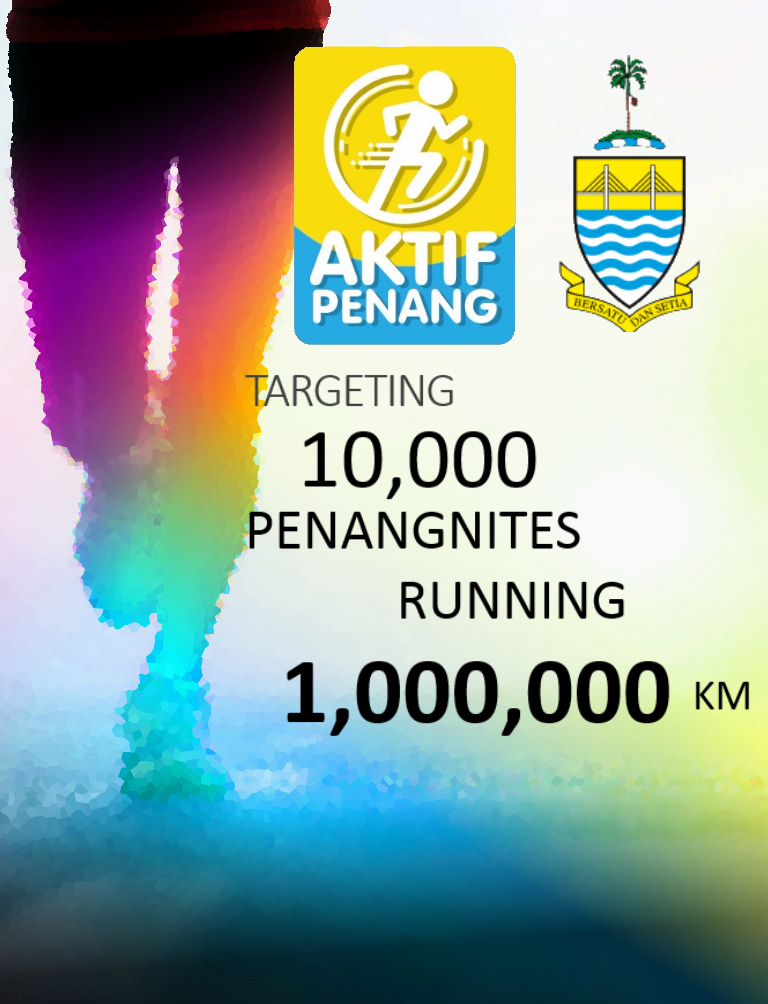 AKTIF
PENANG
BERSATU DAN SETIA
TARGETING
10,000
PENANGNITES
RUNNING
1,000,000 KM